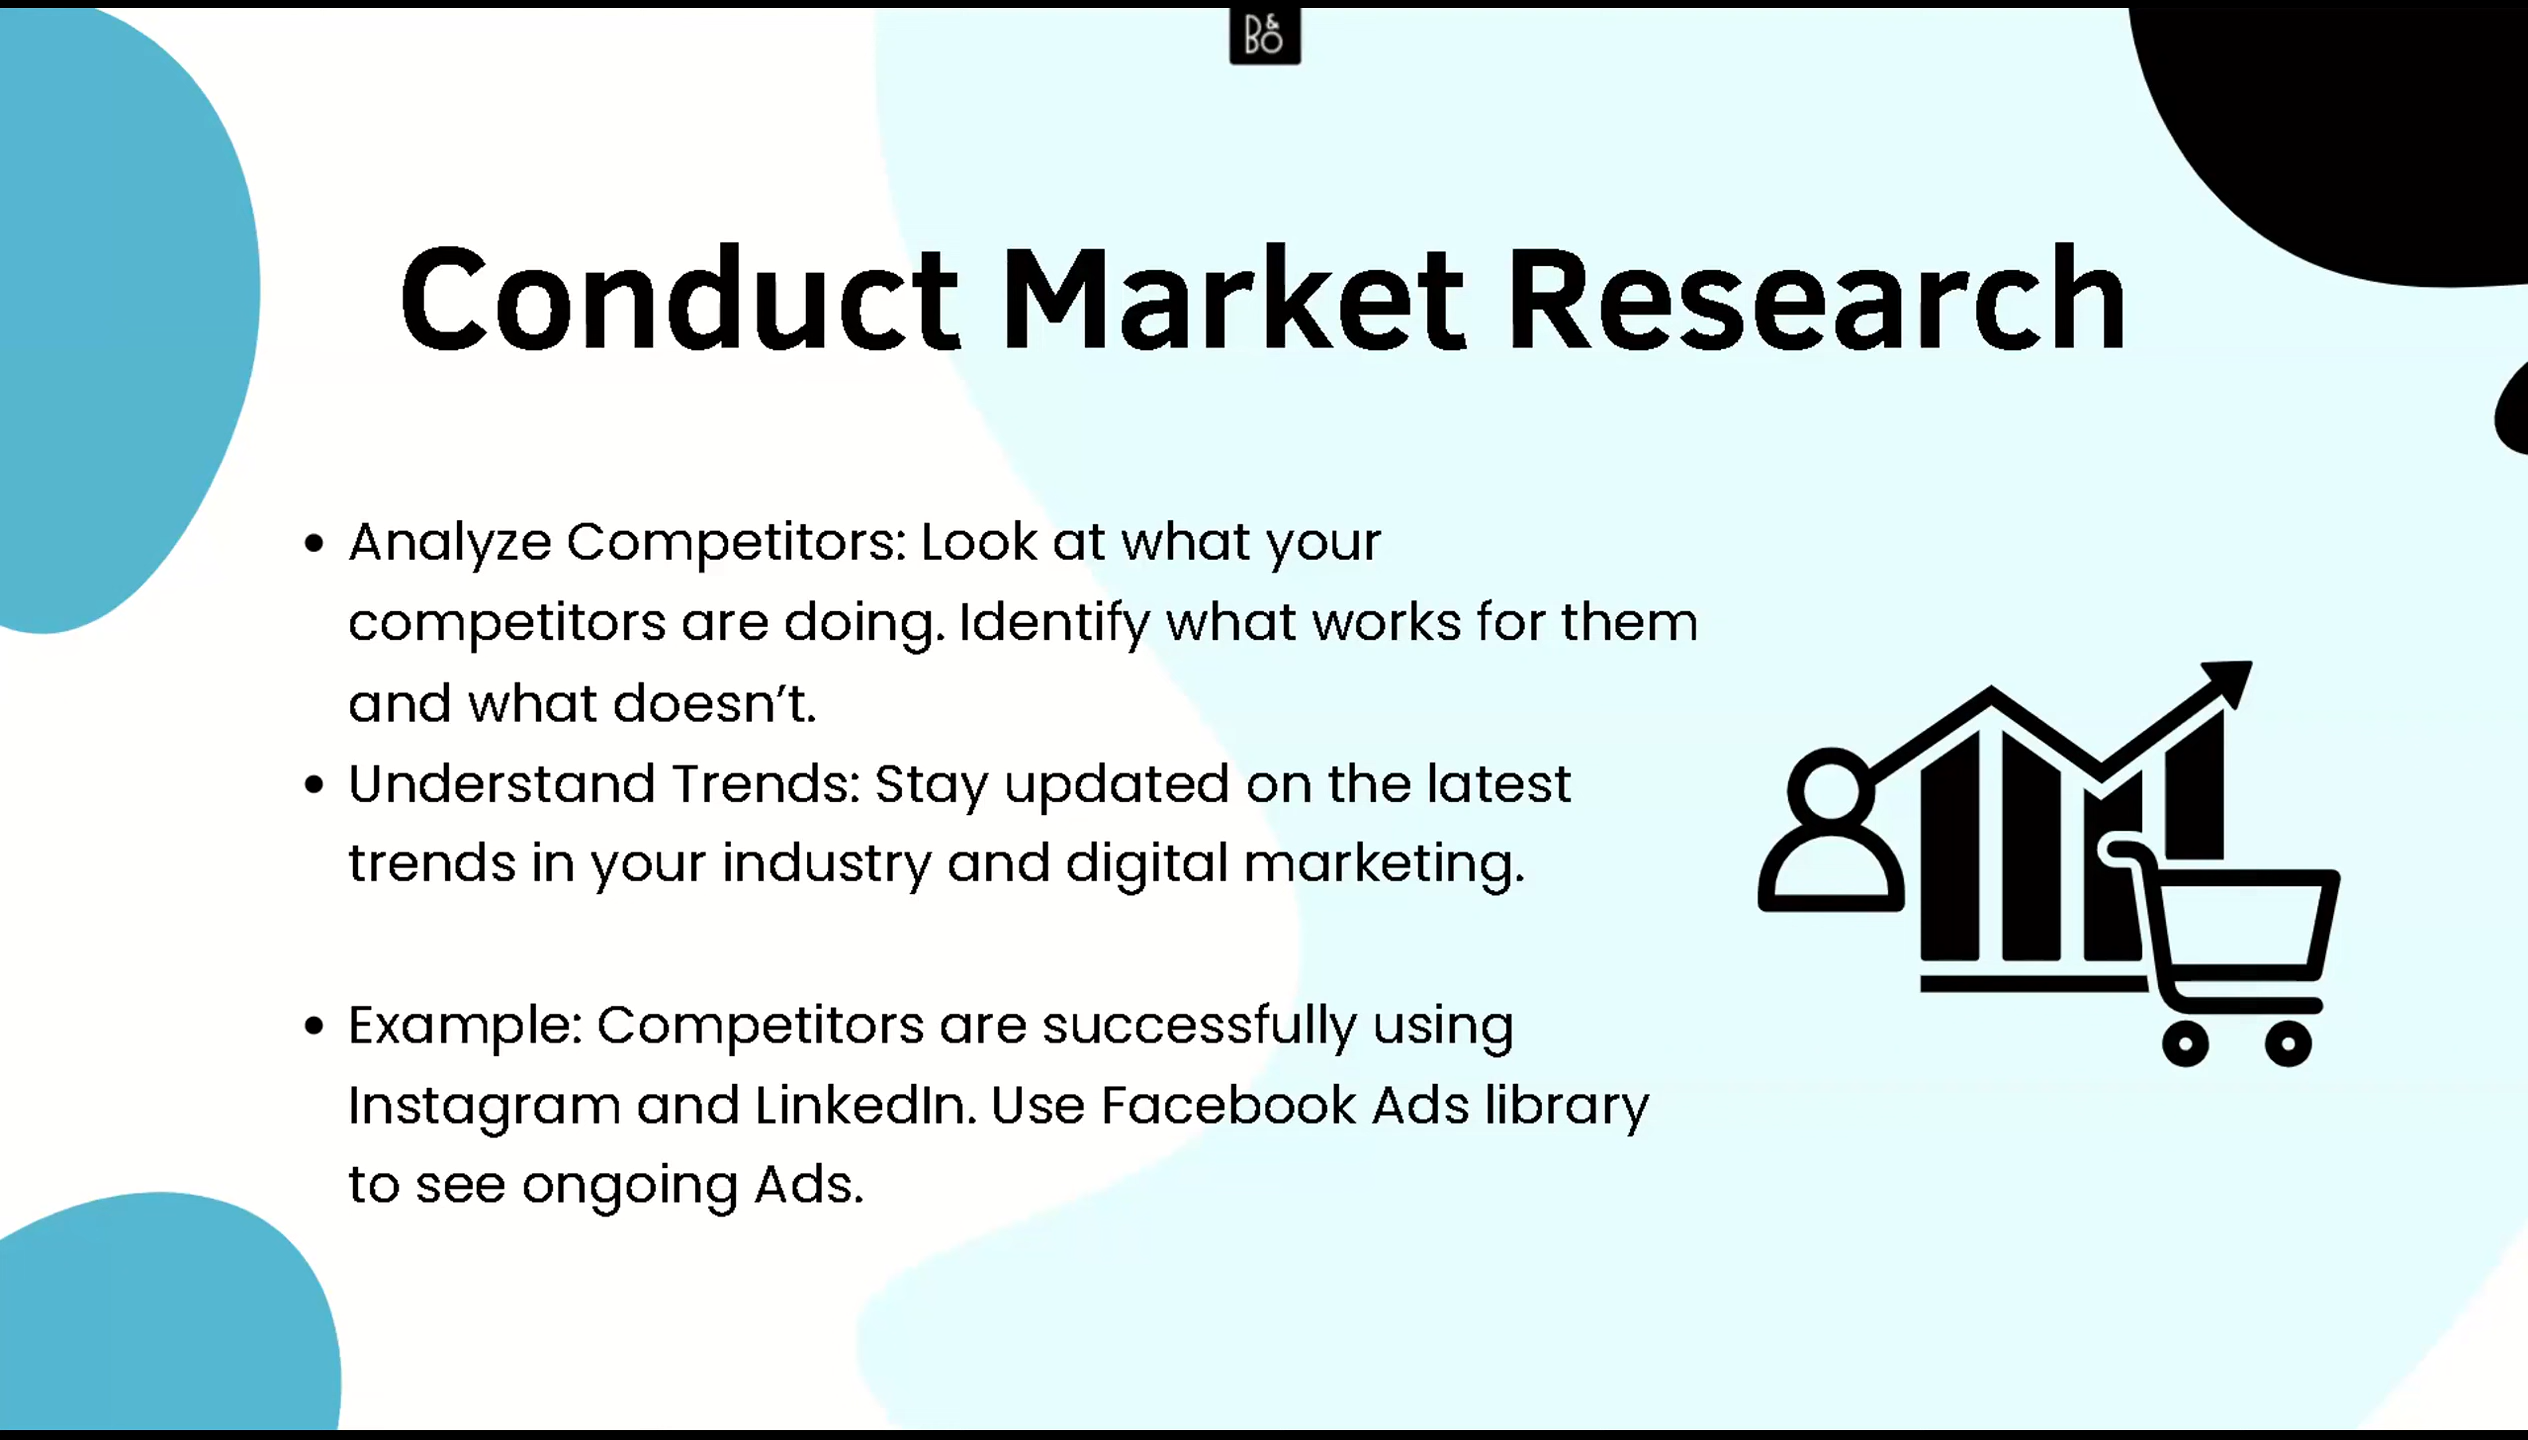 B&O
Conduct Market Research
• Analyze Competitors: Look at what your
competitors are doing. Identify what works for them
and what doesn’t.
• Understand Trends: Stay updated on the latest
trends in your industry and digital marketing.
• Example: Competitors are successfully using
Instagram and LinkedIn. Use Facebook Ads library
to see ongoing Ads.